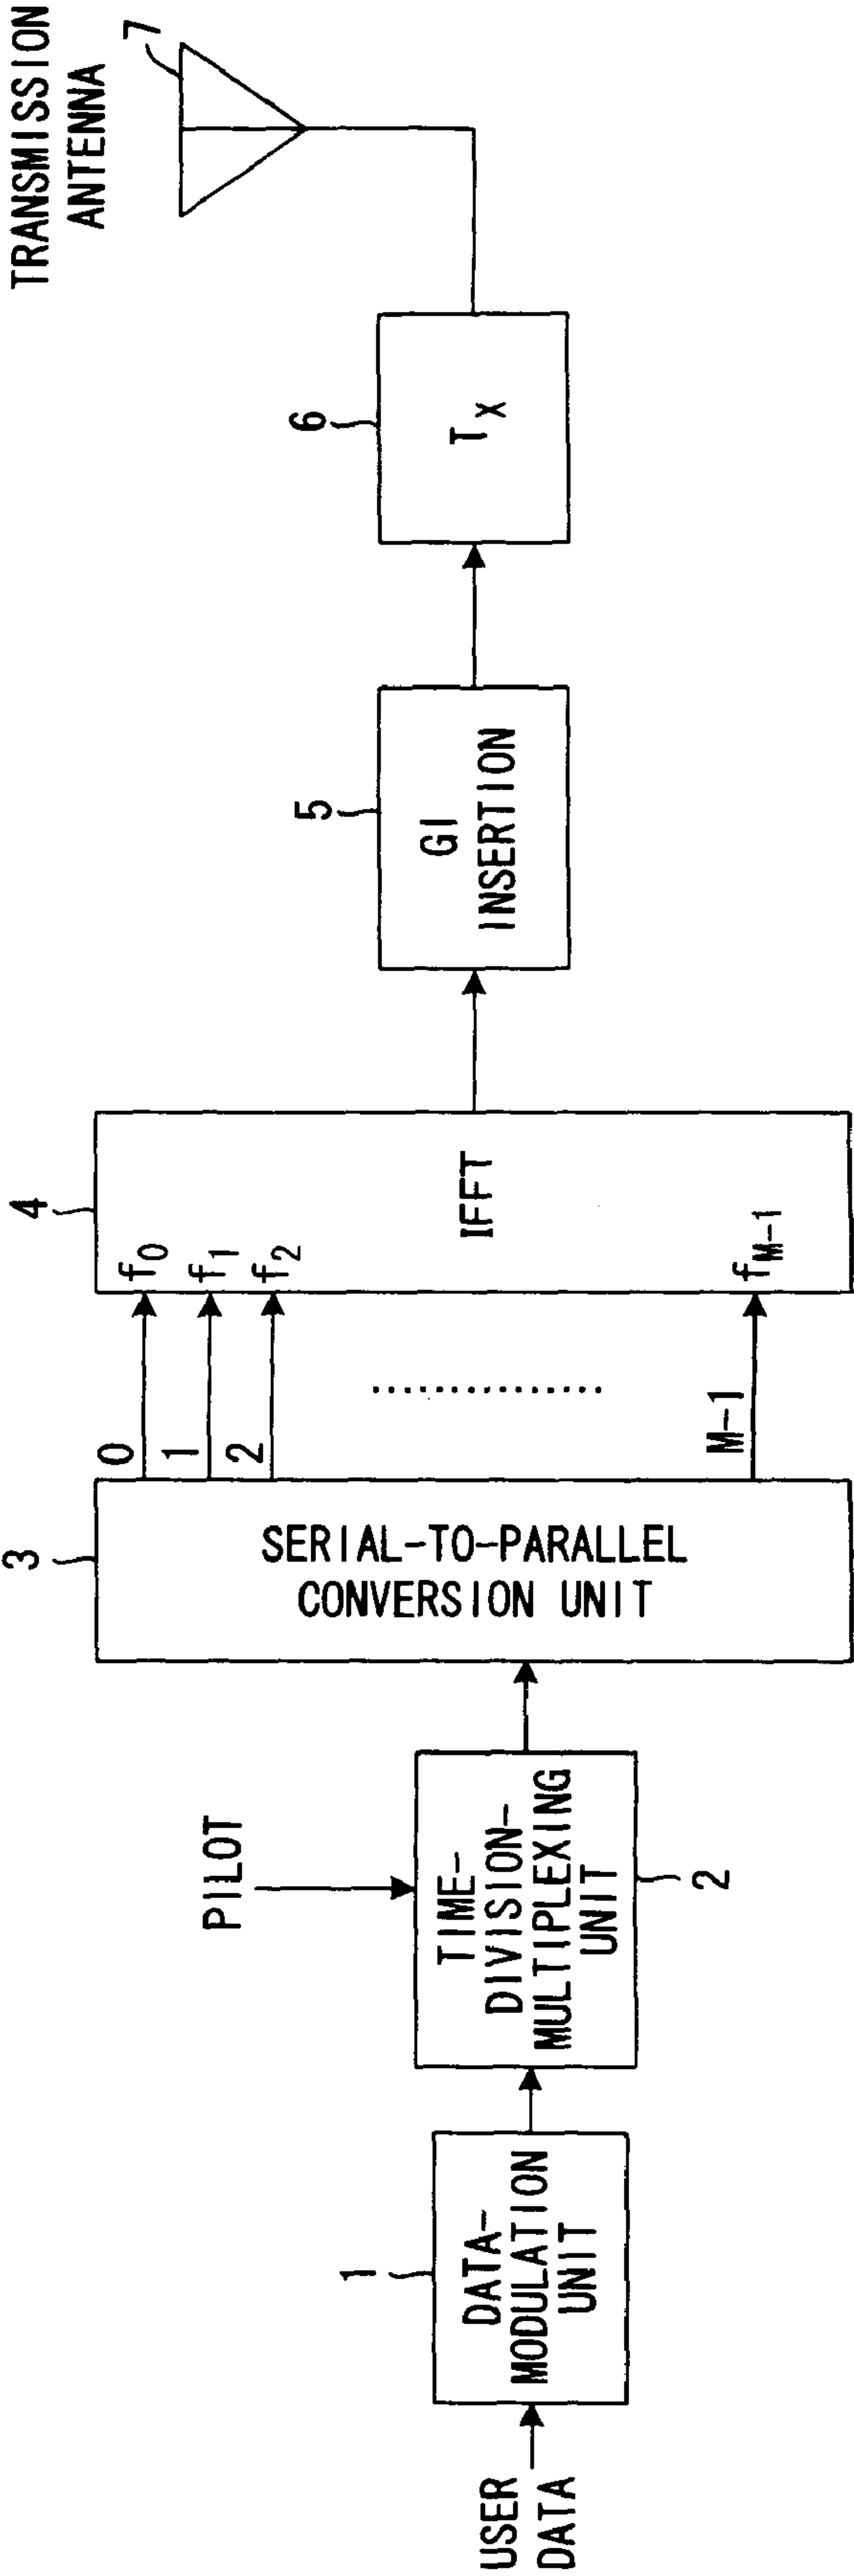 USER
DATA
1
DATA-
MODULATION
UNIT
PILOT
TIME-
DIVISION-
MULTIPLEXING
UNIT
2
3
SERIAL-TO-PARALLEL
CONVERSION UNIT
0
1
2
M-1
4
f0
f1
f2
fM-1
IFFT
5
GI
INSERTION
6
TX
TRANSMISSION
ANTENNA
7